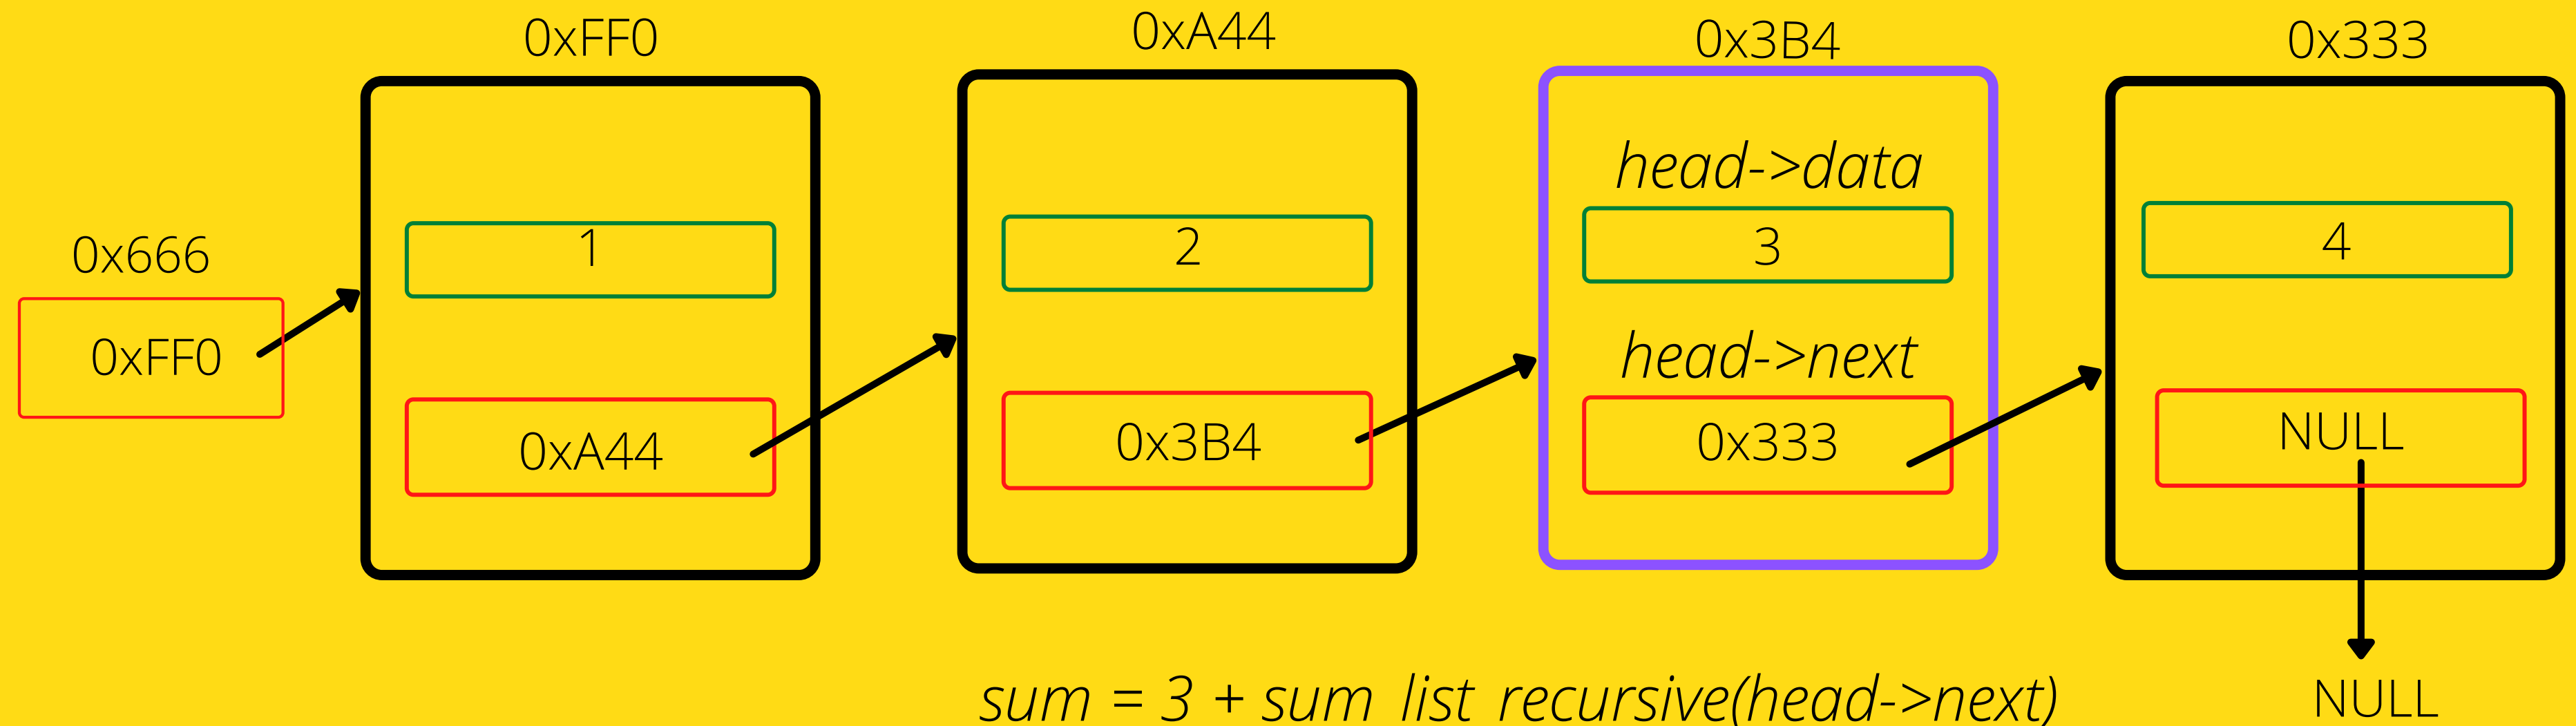 0xFF0
0xA44
0x3B4
0x333
head->data
1
2
3
4
0x666
0xFF0
head->next
0xA44
0x3B4
0x333
NULL
sum = 3 + sum_list_recursive(head->next)
NULL